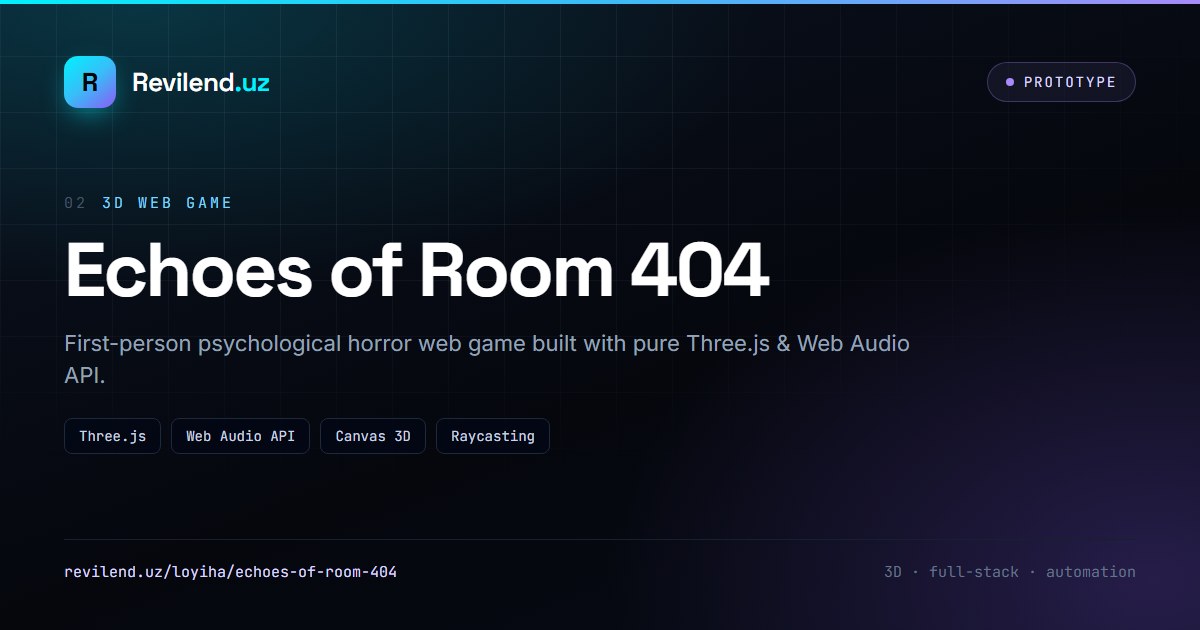 R Revilend.uz
PROTOTYPE
02 3D WEB GAME
Echoes of Room 404
First-person psychological horror web game built with pure Three.js & Web Audio
API.
Three.js Web Audio API Canvas 3D Raycasting
revilend.uz/loyiha/echoes-of-room-404
3D · full-stack · automation